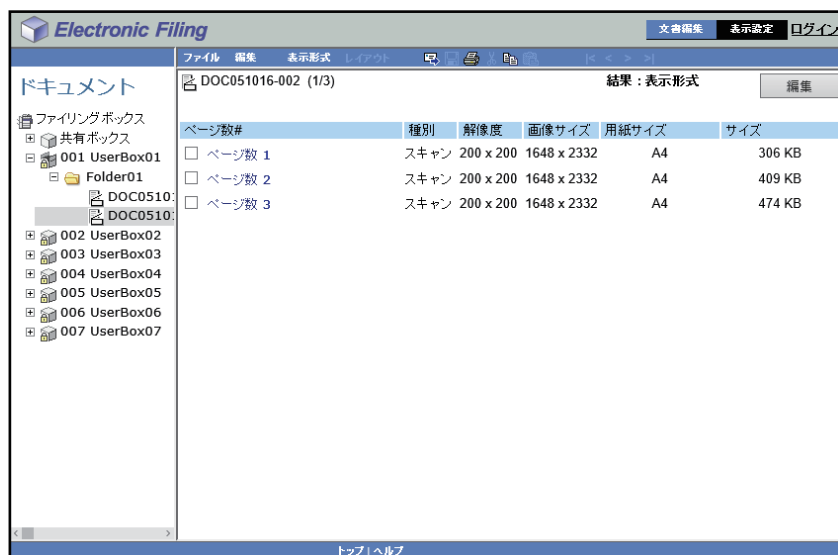 Electronic Filing 文書編集 表示設定 ログイン
ファイル 編集 表示形式 レイアウト |< < > >|
ドキュメント
DOC051016-002 (1/3) 結果:表示形式 編集
ファイリングボックス
共有ボックス
001 UserBox01
Folder01
DOC0510
DOC0510
002 UserBox02
003 UserBox03
004 UserBox04
005 UserBox05
006 UserBox06
007 UserBox07
ページ数# 種別 解像度 画像サイズ 用紙サイズ サイズ
ページ数 1 スキャン 200 x 200 1648 x 2332 A4 306 KB
ページ数 2 スキャン 200 x 200 1648 x 2332 A4 409 KB
ページ数 3 スキャン 200 x 200 1648 x 2332 A4 474 KB
トップ | ヘルプ